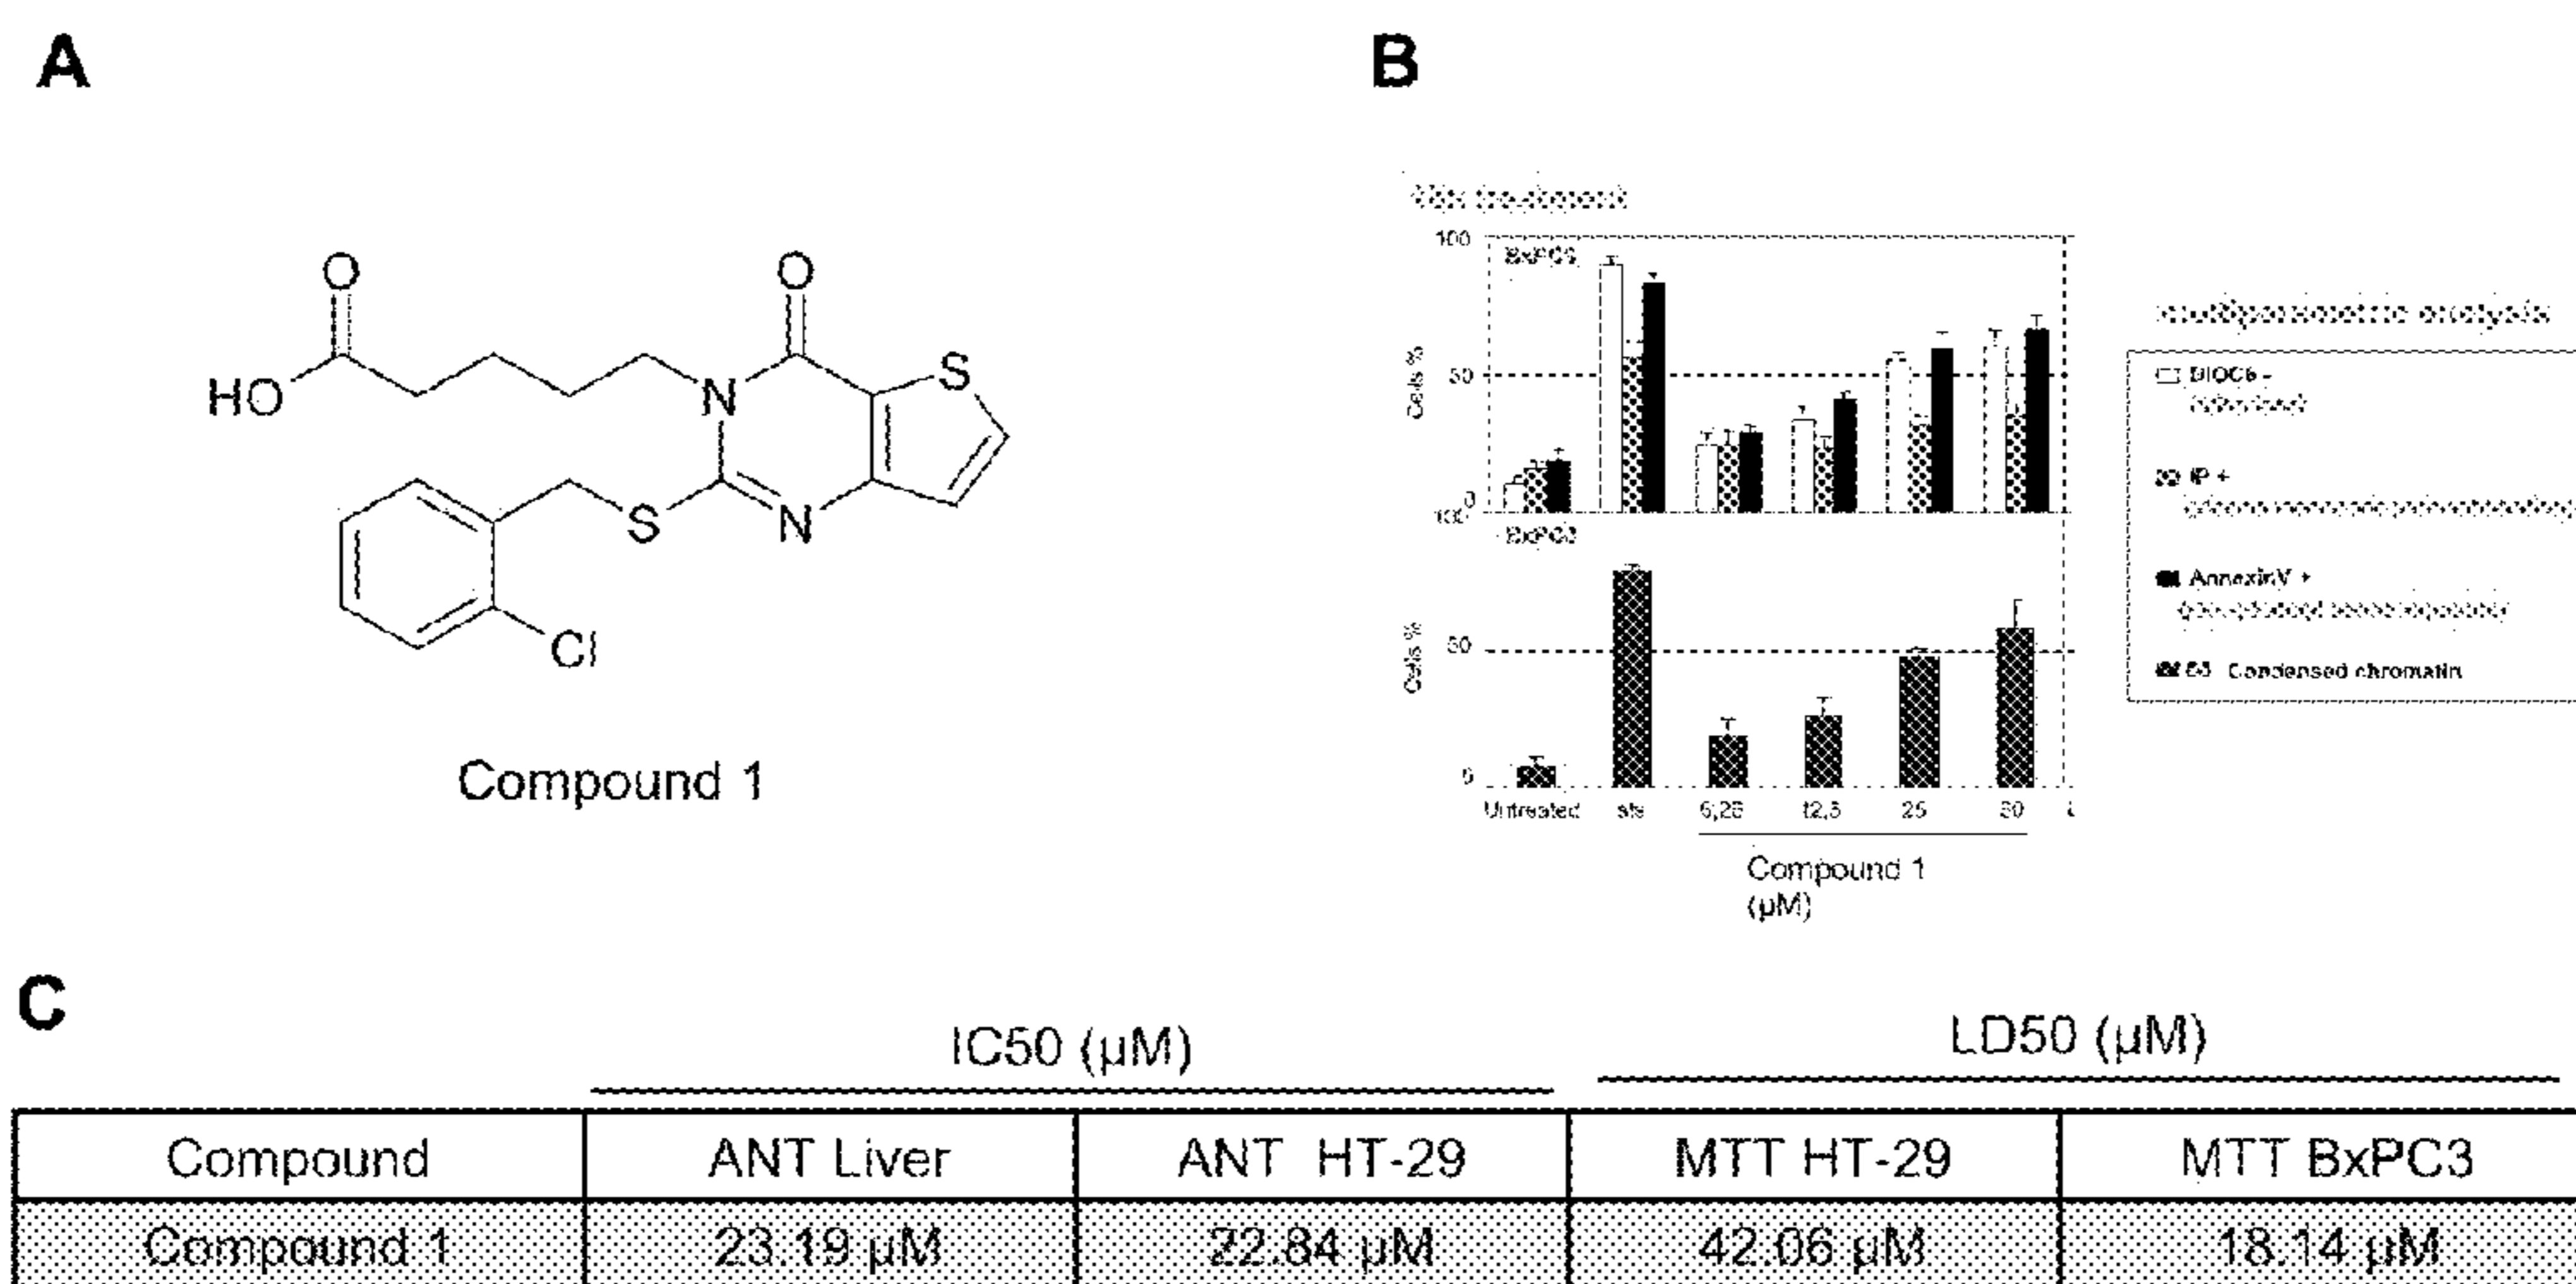 A
O
O
HO
N
S
S
N
Cl
Compound 1
B
100
BxPC3
Cells %
50
0
100
BxPC3
Cells %
50
0
Untreated sts 6,25 12,5 25 50
Compound 1
(µM)
multiparametric analysis
DIOC6 -
IP +
AnnexinV +
Condensed chromatin
C
IC50 (µM) LD50 (µM)
Compound ANT Liver ANT HT-29 MTT HT-29 MTT BxPC3
Compound 1 23.19 µM 22.84 µM 42.06 µM 18.14 µM